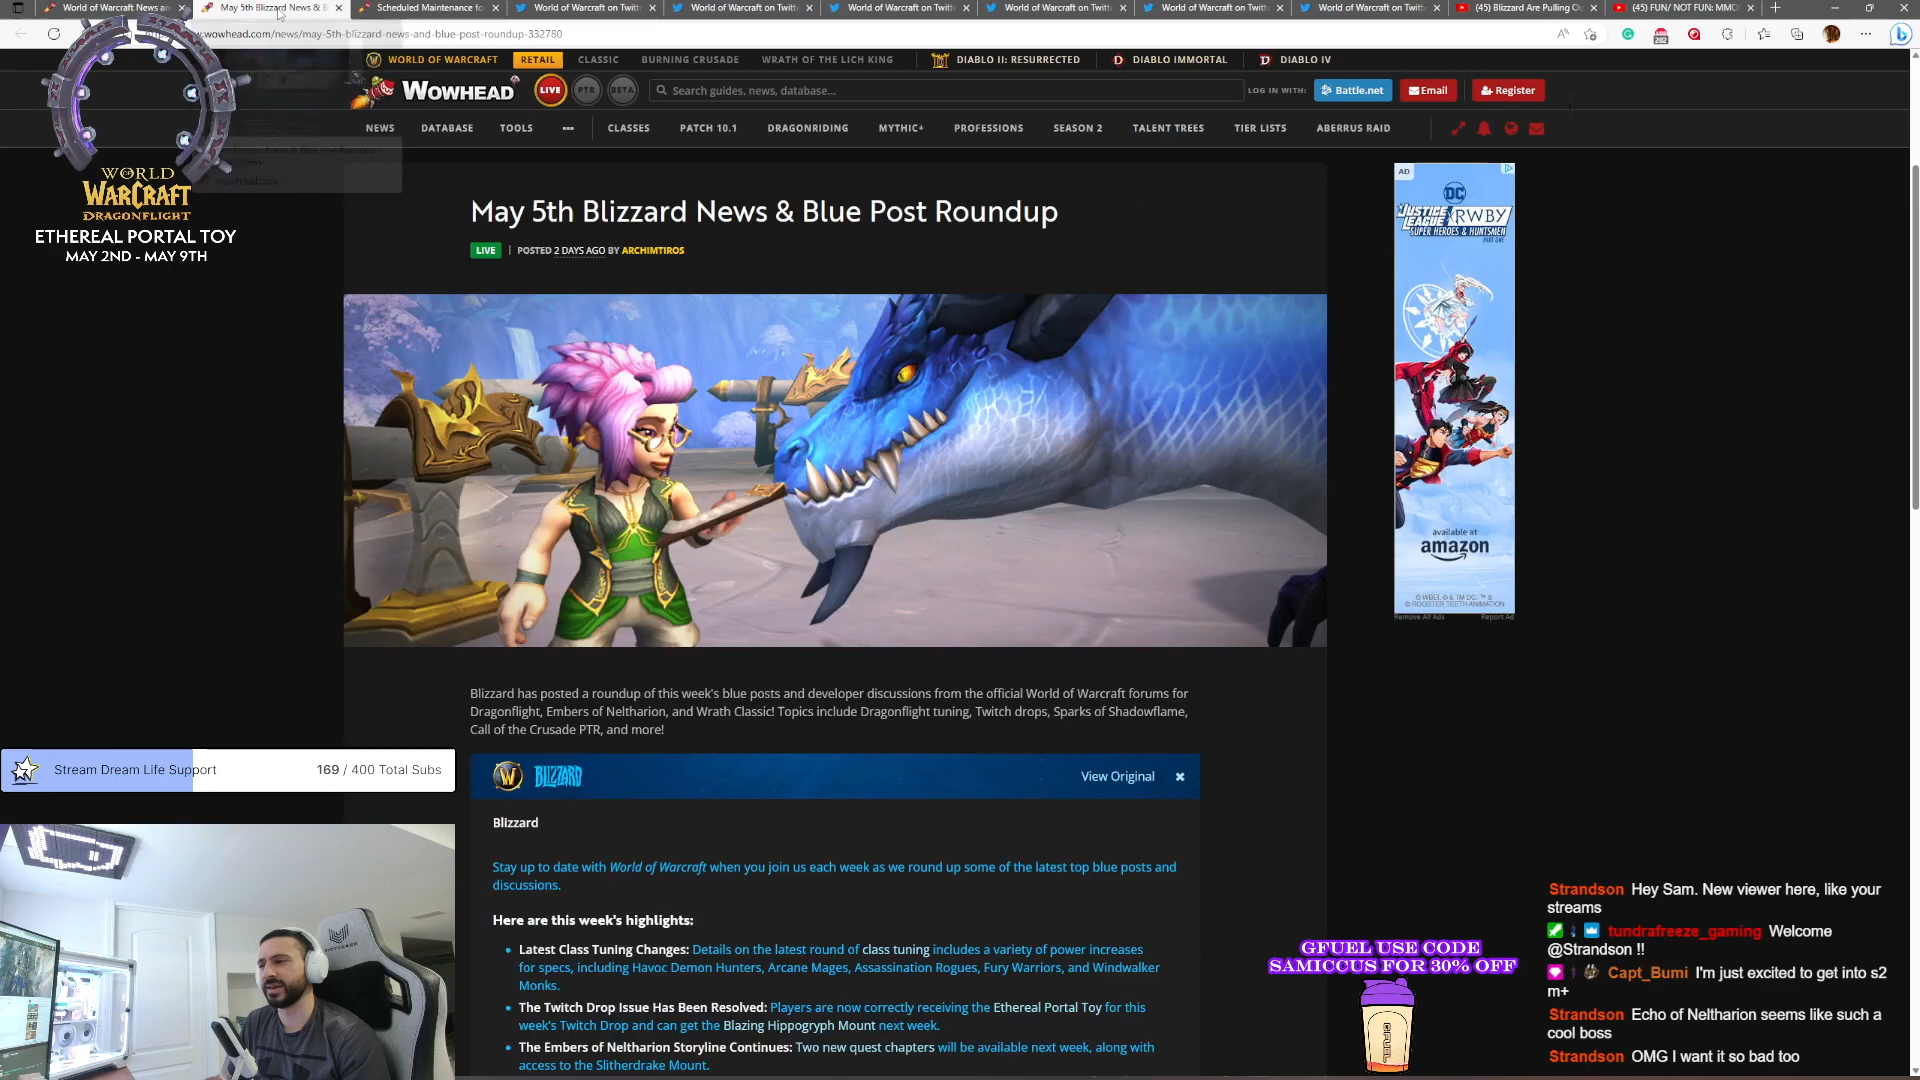 World of Warcraft News an
May 5th Blizzard News & B
Scheduled Maintenance fo
World of Warcraft on Twitt
World of Warcraft on Twitt
World of Warcraft on Twitt
World of Warcraft on Twitt
World of Warcraft on Twitt
World of Warcraft on Twitt
(45) Blizzard Are Pulling Ou
(45) FUN/ NOT FUN: MMO
w.wowhead.com/news/may-5th-blizzard-news-and-blue-post-roundup-332780
202
WORLD OF WARCRAFT
RETAIL
CLASSIC
BURNING CRUSADE
WRATH OF THE LICH KING
DIABLO II: RESURRECTED
DIABLO IMMORTAL
DIABLO IV
WOWHEAD
LIVE
PTR
BETA
Search guides, news, database...
LOG IN WITH:
Battle.net
Email
Register
NEWS
DATABASE
TOOLS
CLASSES
PATCH 10.1
DRAGONRIDING
MYTHIC+
PROFESSIONS
SEASON 2
TALENT TREES
TIER LISTS
ABERRUS RAID
WORLD OF
WARCRAFT
DRAGONFLIGHT
ETHEREAL PORTAL TOY
MAY 2ND - MAY 9TH
May 5th Blizzard News & Blue Post Roundup
LIVE | POSTED 2 DAYS AGO BY ARCHIMTIROS
AD
DC
JUSTICE LEAGUE X RWBY
SUPER HEROES & HUNTSMEN
PART ONE
available at
amazon
© WBEI. © & TM DC. ™ &
© ROOSTER TEETH ANIMATION
Remove All Ads
Report Ad
Blizzard has posted a roundup of this week's blue posts and developer discussions from the official World of Warcraft forums for
Dragonflight, Embers of Neltharion, and Wrath Classic! Topics include Dragonflight tuning, Twitch drops, Sparks of Shadowflame,
Call of the Crusade PTR, and more!
BLIZZARD
View Original
Blizzard
Stay up to date with World of Warcraft when you join us each week as we round up some of the latest top blue posts and
discussions.
Here are this week's highlights:
Latest Class Tuning Changes: Details on the latest round of class tuning includes a variety of power increases
for specs, including Havoc Demon Hunters, Arcane Mages, Assassination Rogues, Fury Warriors, and Windwalker
Monks.
The Twitch Drop Issue Has Been Resolved: Players are now correctly receiving the Ethereal Portal Toy for this
week's Twitch Drop and can get the Blazing Hippogryph Mount next week.
The Embers of Neltharion Storyline Continues: Two new quest chapters will be available next week, along with
access to the Slitherdrake Mount.
Stream Dream Life Support
169 / 400 Total Subs
GFUEL USE CODE
SAMICCUS FOR 30% OFF
GFUEL
Strandson Hey Sam. New viewer here, like your
streams
tundrafreeze_gaming Welcome
@Strandson !!
Capt_Bumi I'm just excited to get into s2
m+
Strandson Echo of Neltharion seems like such a
cool boss
Strandson OMG I want it so bad too